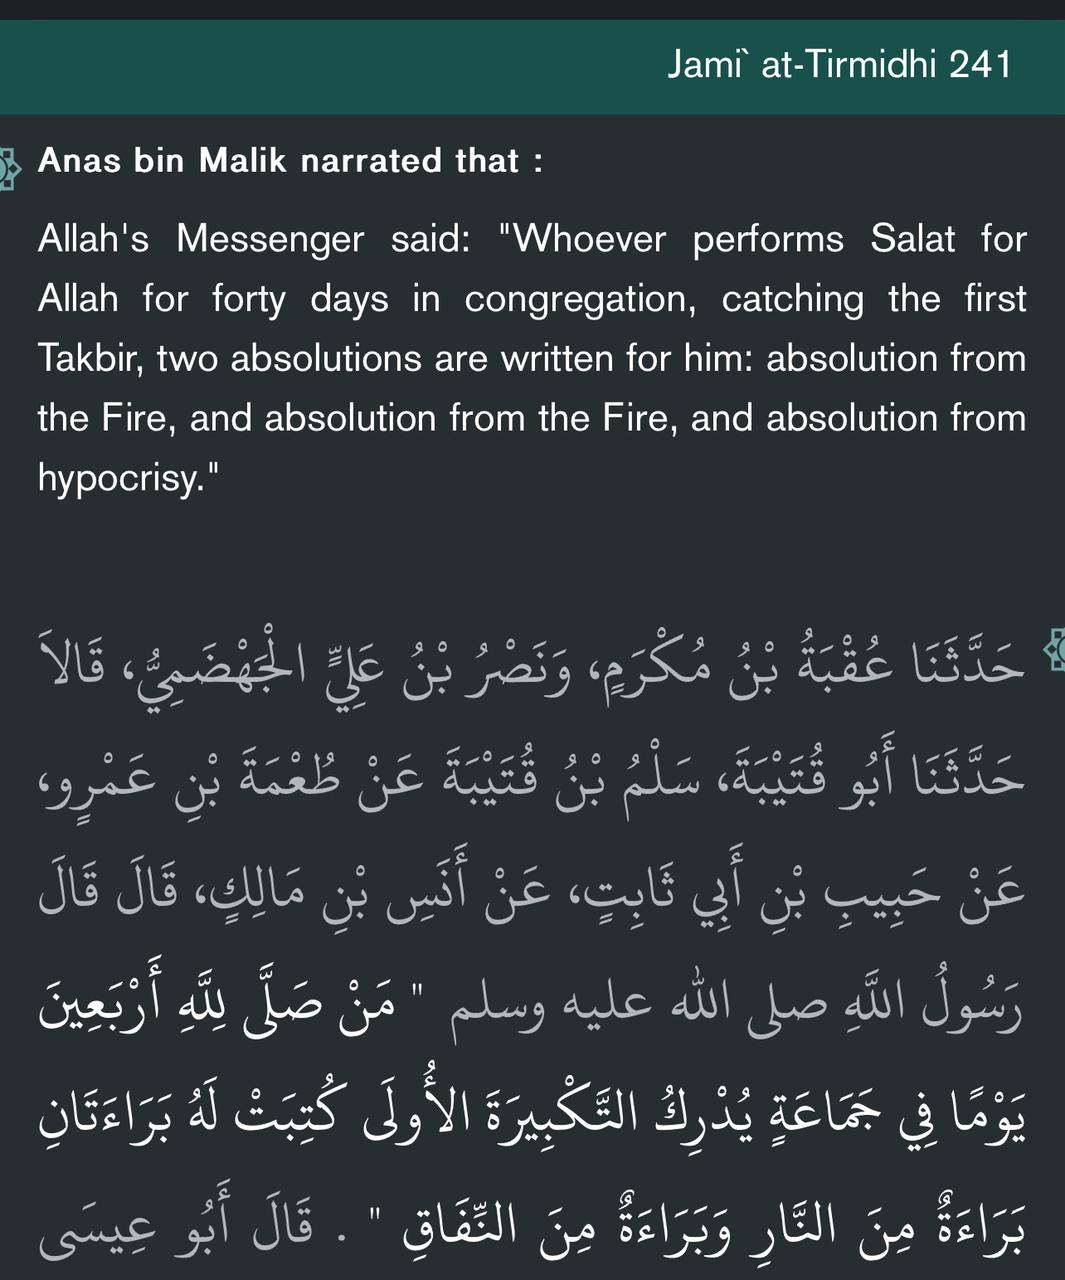 Jami` at-Tirmidhi 241
Anas bin Malik narrated that :
Allah's Messenger said: "Whoever performs Salat for
Allah for forty days in congregation, catching the first
Takbir, two absolutions are written for him: absolution from
the Fire, and absolution from the Fire, and absolution from
hypocrisy."
حَدَّثَنَا عُقْبَةُ بْنُ مُكْرَمٍ، وَنَصْرُ بْنُ عَلِيٍّ الْجَهْضَمِيُّ، قَالاَ
حَدَّثَنَا أَبُو قُتَيْبَةَ، سَلْمُ بْنُ قُتَيْبَةَ عَنْ طُعْمَةَ بْنِ عَمْرٍو،
عَنْ حَبِيبِ بْنِ أَبِي ثَابِتٍ، عَنْ أَنَسِ بْنِ مَالِكٍ، قَالَ قَالَ
رَسُولُ اللَّهِ صلى الله عليه وسلم " مَنْ صَلَّى لِلَّهِ أَرْبَعِينَ
يَوْمًا فِي جَمَاعَةٍ يُدْرِكُ التَّكْبِيرَةَ الأُولَى كُتِبَتْ لَهُ بَرَاءَتَانِ
بَرَاءَةٌ مِنَ النَّارِ وَبَرَاءَةٌ مِنَ النِّفَاقِ " . قَالَ أَبُو عِيسَى